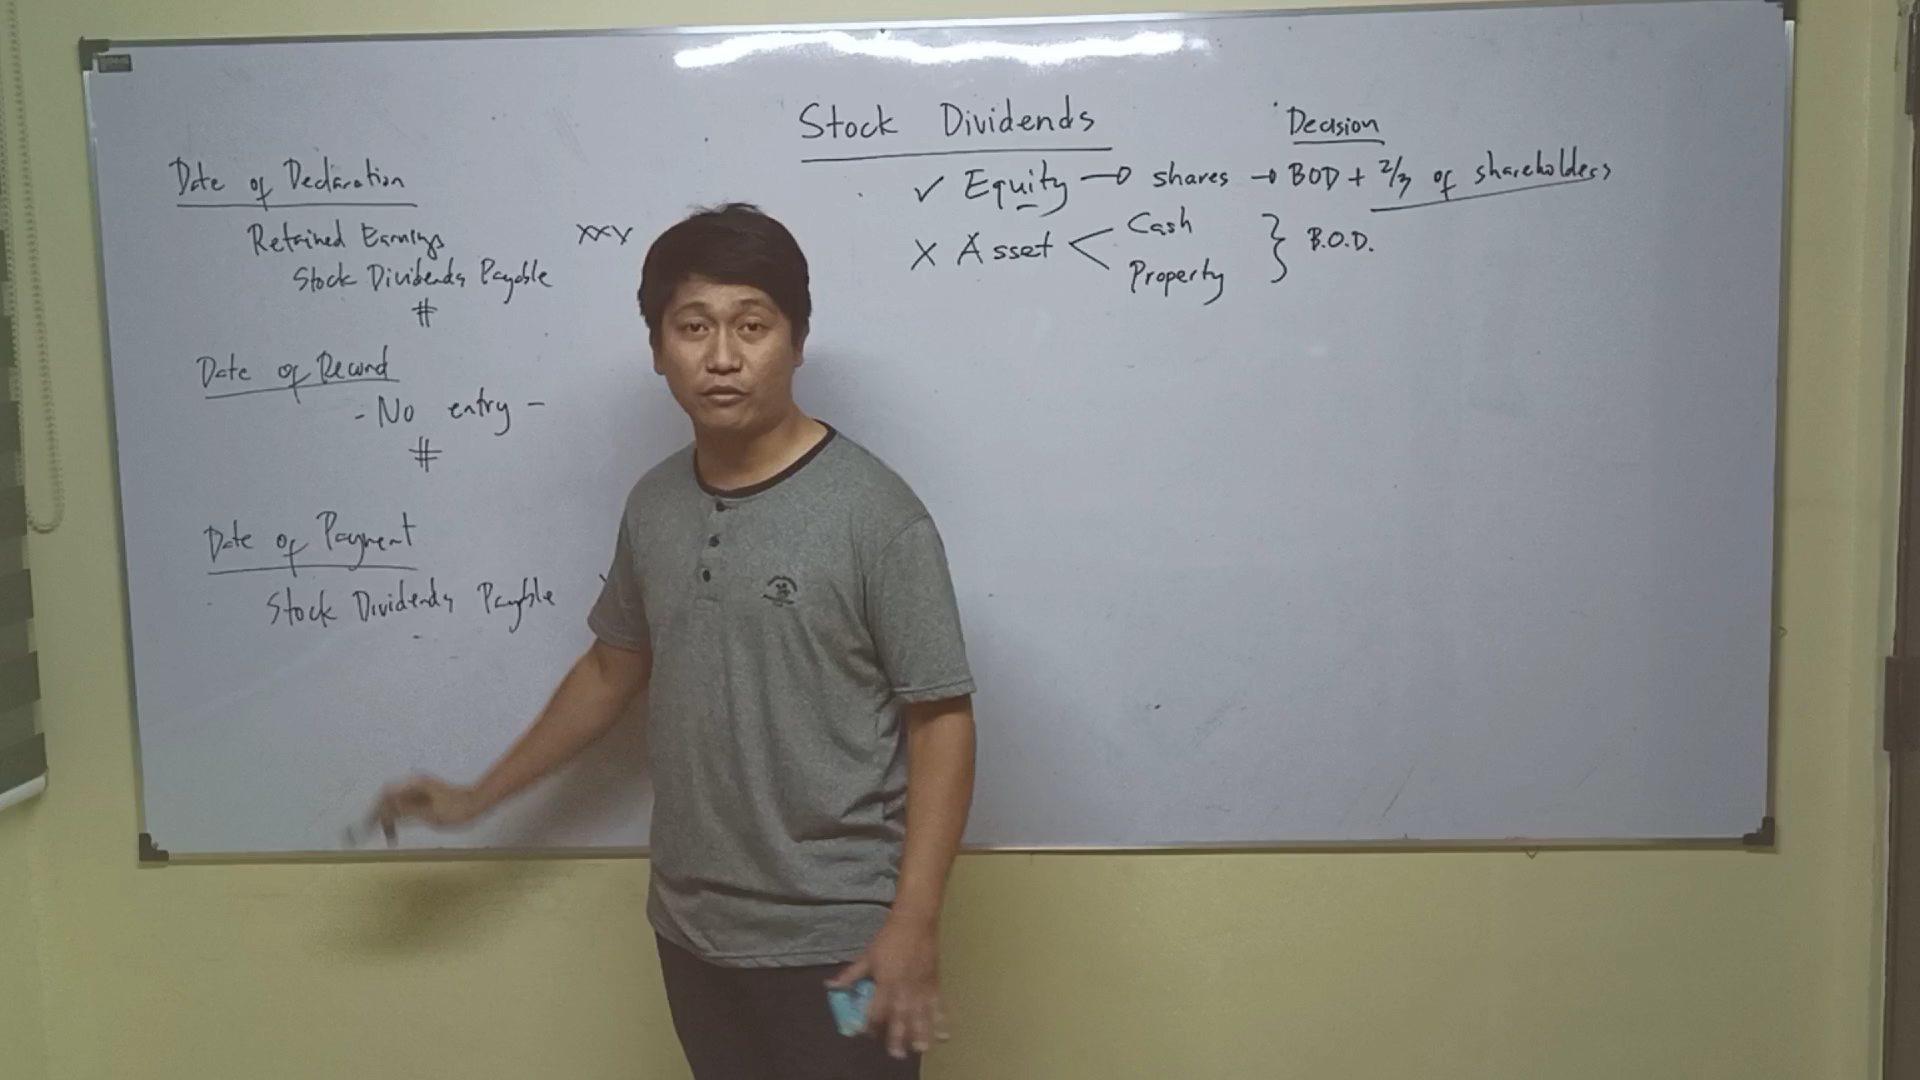 Stock Dividends
Decision
✓ Equity → shares → BOD + 2/3 of shareholders
X Asset < Cash
Property } B.O.D.
Date of Declaration
Retained Earnings xxx
Stock Dividends Payable
#
Date of Record
- No entry -
#
Date of Payment
Stock Dividends Payable